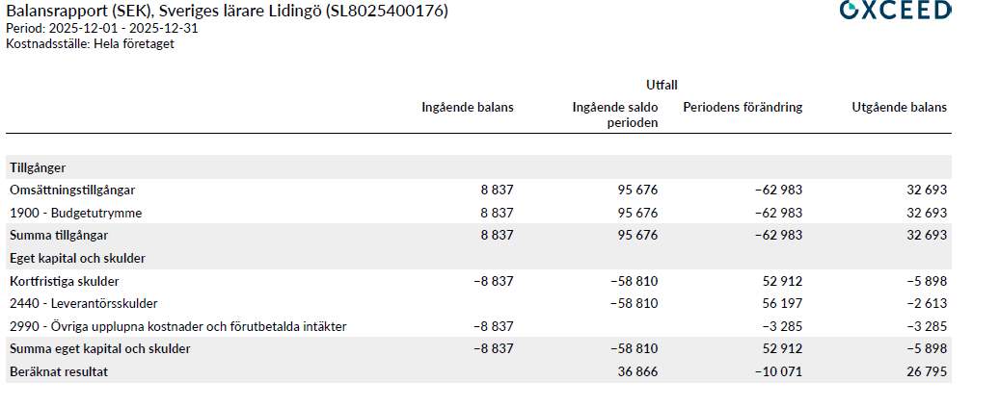 Balansrapport (SEK), Sveriges lärare Lidingö (SL8025400176)
OXCEED
Period: 2025-12-01 - 2025-12-31
Kostnadsställe: Hela företaget
Utfall
Ingående balans Ingående saldo perioden Periodens förändring Utgående balans
Tillgånger
Omsättningstillgångar 8 837 95 676 −62 983 32 693
1900 - Budgetutrymme 8 837 95 676 −62 983 32 693
Summa tillgångar 8 837 95 676 −62 983 32 693
Eget kapital och skulder
Kortfristiga skulder −8 837 −58 810 52 912 −5 898
2440 - Leverantörsskulder −58 810 56 197 −2 613
2990 - Övriga upplupna kostnader och förutbetalda intäkter −8 837 −3 285 −3 285
Summa eget kapital och skulder −8 837 −58 810 52 912 −5 898
Beräknat resultat 36 866 −10 071 26 795